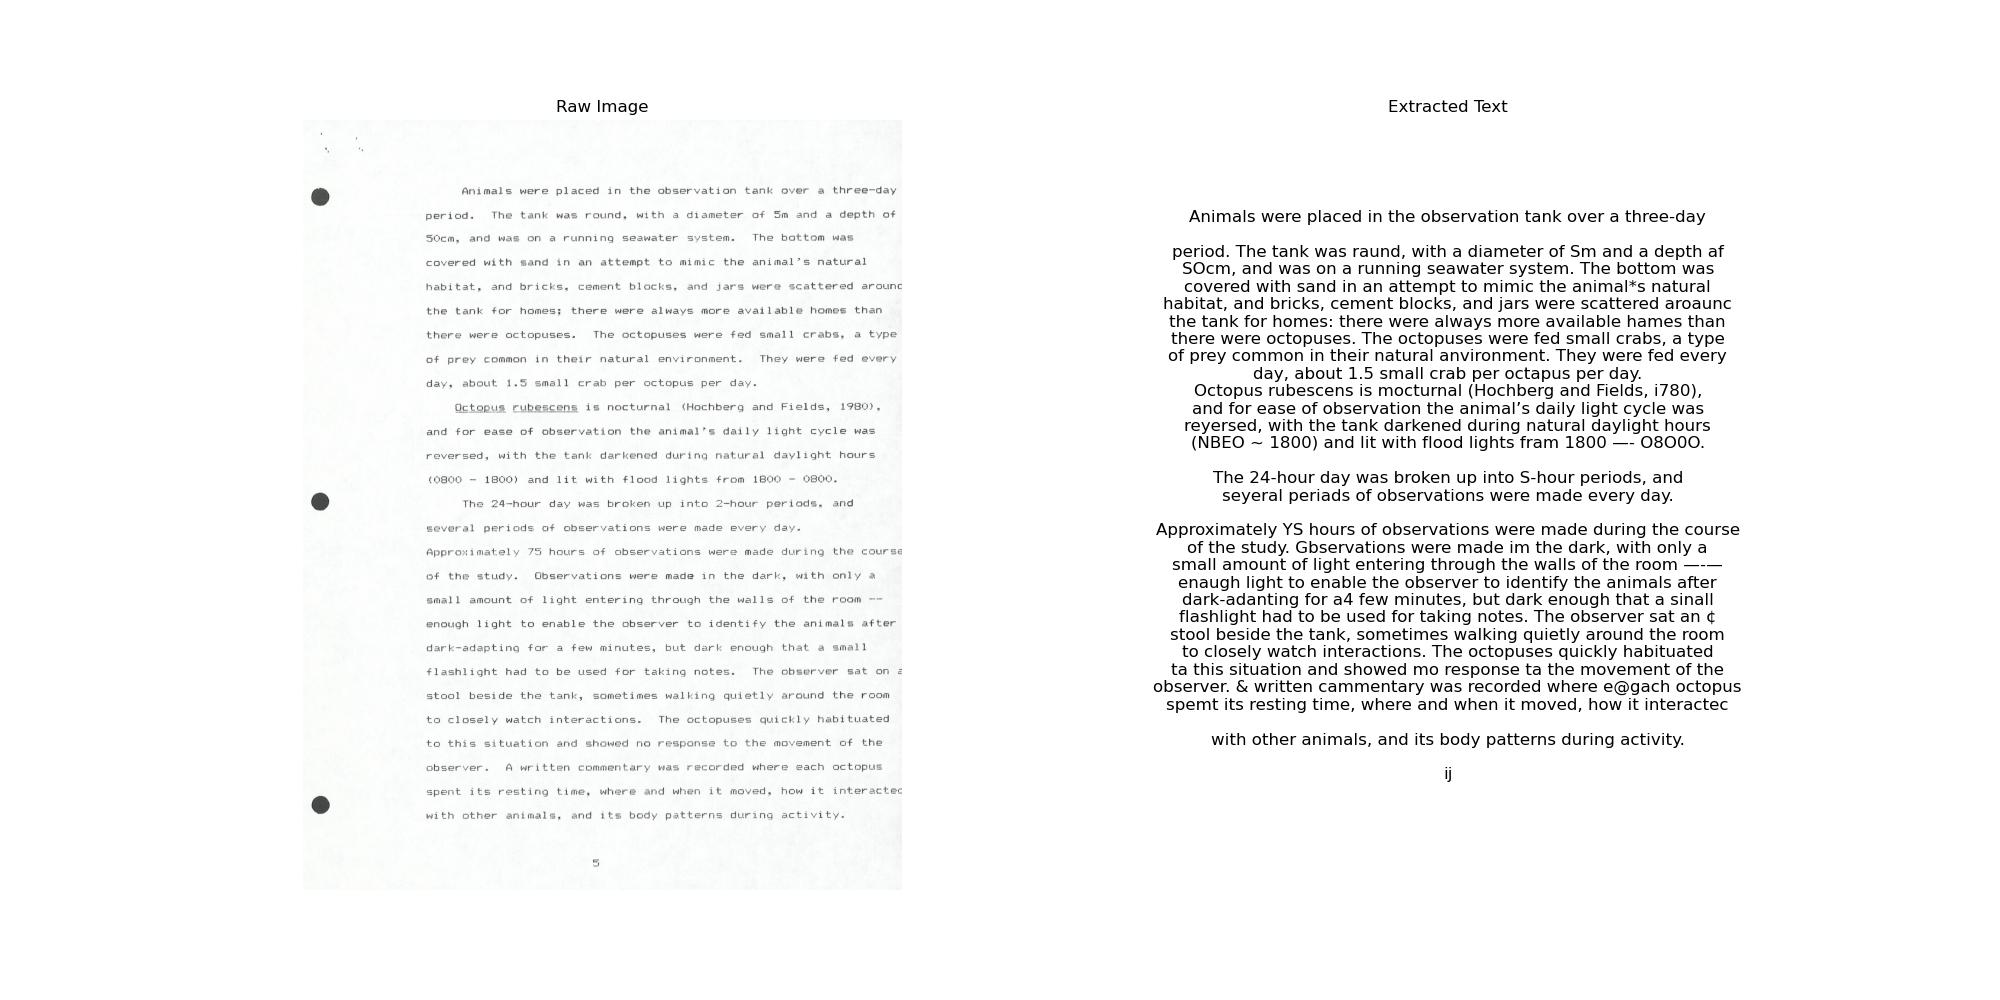 Raw Image
Animals were placed in the observation tank over a three-day
period. The tank was round, with a diameter of 5m and a depth of
50cm, and was on a running seawater system. The bottom was
covered with sand in an attempt to mimic the animal's natural
habitat, and bricks, cement blocks, and jars were scattered around
the tank for homes; there were always more available homes than
there were octopuses. The octopuses were fed small crabs, a type
of prey common in their natural environment. They were fed every
day, about 1.5 small crab per octopus per day.
Octopus rubescens is nocturnal (Hochberg and Fields, 1980),
and for ease of observation the animal's daily light cycle was
reversed, with the tank darkened during natural daylight hours
(0800 - 1800) and lit with flood lights from 1800 - 0800.
The 24-hour day was broken up into 2-hour periods, and
several periods of observations were made every day.
Approximately 75 hours of observations were made during the course
of the study. Observations were made in the dark, with only a
small amount of light entering through the walls of the room --
enough light to enable the observer to identify the animals after
dark-adapting for a few minutes, but dark enough that a small
flashlight had to be used for taking notes. The observer sat on a
stool beside the tank, sometimes walking quietly around the room
to closely watch interactions. The octopuses quickly habituated
to this situation and showed no response to the movement of the
observer. A written commentary was recorded where each octopus
spent its resting time, where and when it moved, how it interacted
with other animals, and its body patterns during activity.
5
Extracted Text
Animals were placed in the observation tank over a three-day
period. The tank was raund, with a diameter of Sm and a depth af
SOcm, and was on a running seawater system. The bottom was
covered with sand in an attempt to mimic the animal*s natural
habitat, and bricks, cement blocks, and jars were scattered aroaunc
the tank for homes: there were always more available hames than
there were octopuses. The octopuses were fed small crabs, a type
of prey common in their natural anvironment. They were fed every
day, about 1.5 small crab per octapus per day.
Octopus rubescens is mocturnal (Hochberg and Fields, i780),
and for ease of observation the animal’s daily light cycle was
reyersed, with the tank darkened during natural daylight hours
(NBEO ~ 1800) and lit with flood lights fram 1800 —- O8O0O.
The 24-hour day was broken up into S-hour periods, and
seyeral periads of observations were made every day.
Approximately YS hours of observations were made during the course
of the study. Gbservations were made im the dark, with only a
small amount of light entering through the walls of the room —-—
enaugh light to enable the observer to identify the animals after
dark-adanting for a4 few minutes, but dark enough that a sinall
flashlight had to be used for taking notes. The observer sat an ¢
stool beside the tank, sometimes walking quietly around the room
to closely watch interactions. The octopuses quickly habituated
ta this situation and showed mo response ta the movement of the
observer. & written cammentary was recorded where e@gach octopus
spemt its resting time, where and when it moved, how it interactec
with other animals, and its body patterns during activity.
ij